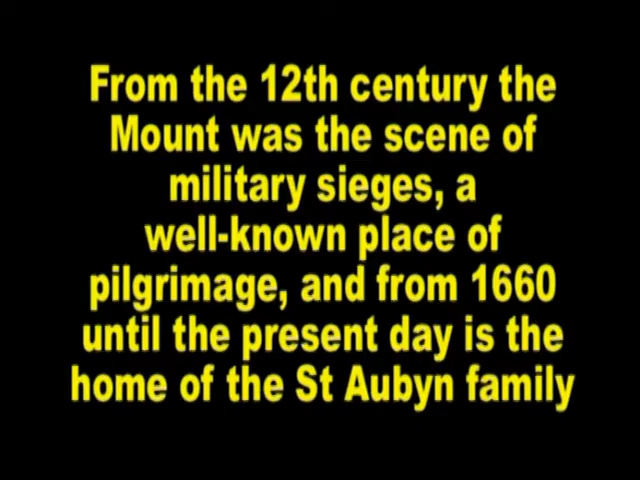 From the 12th century the
Mount was the scene of
military sieges, a
well-known place of
pilgrimage, and from 1660
until the present day is the
home of the St Aubyn family